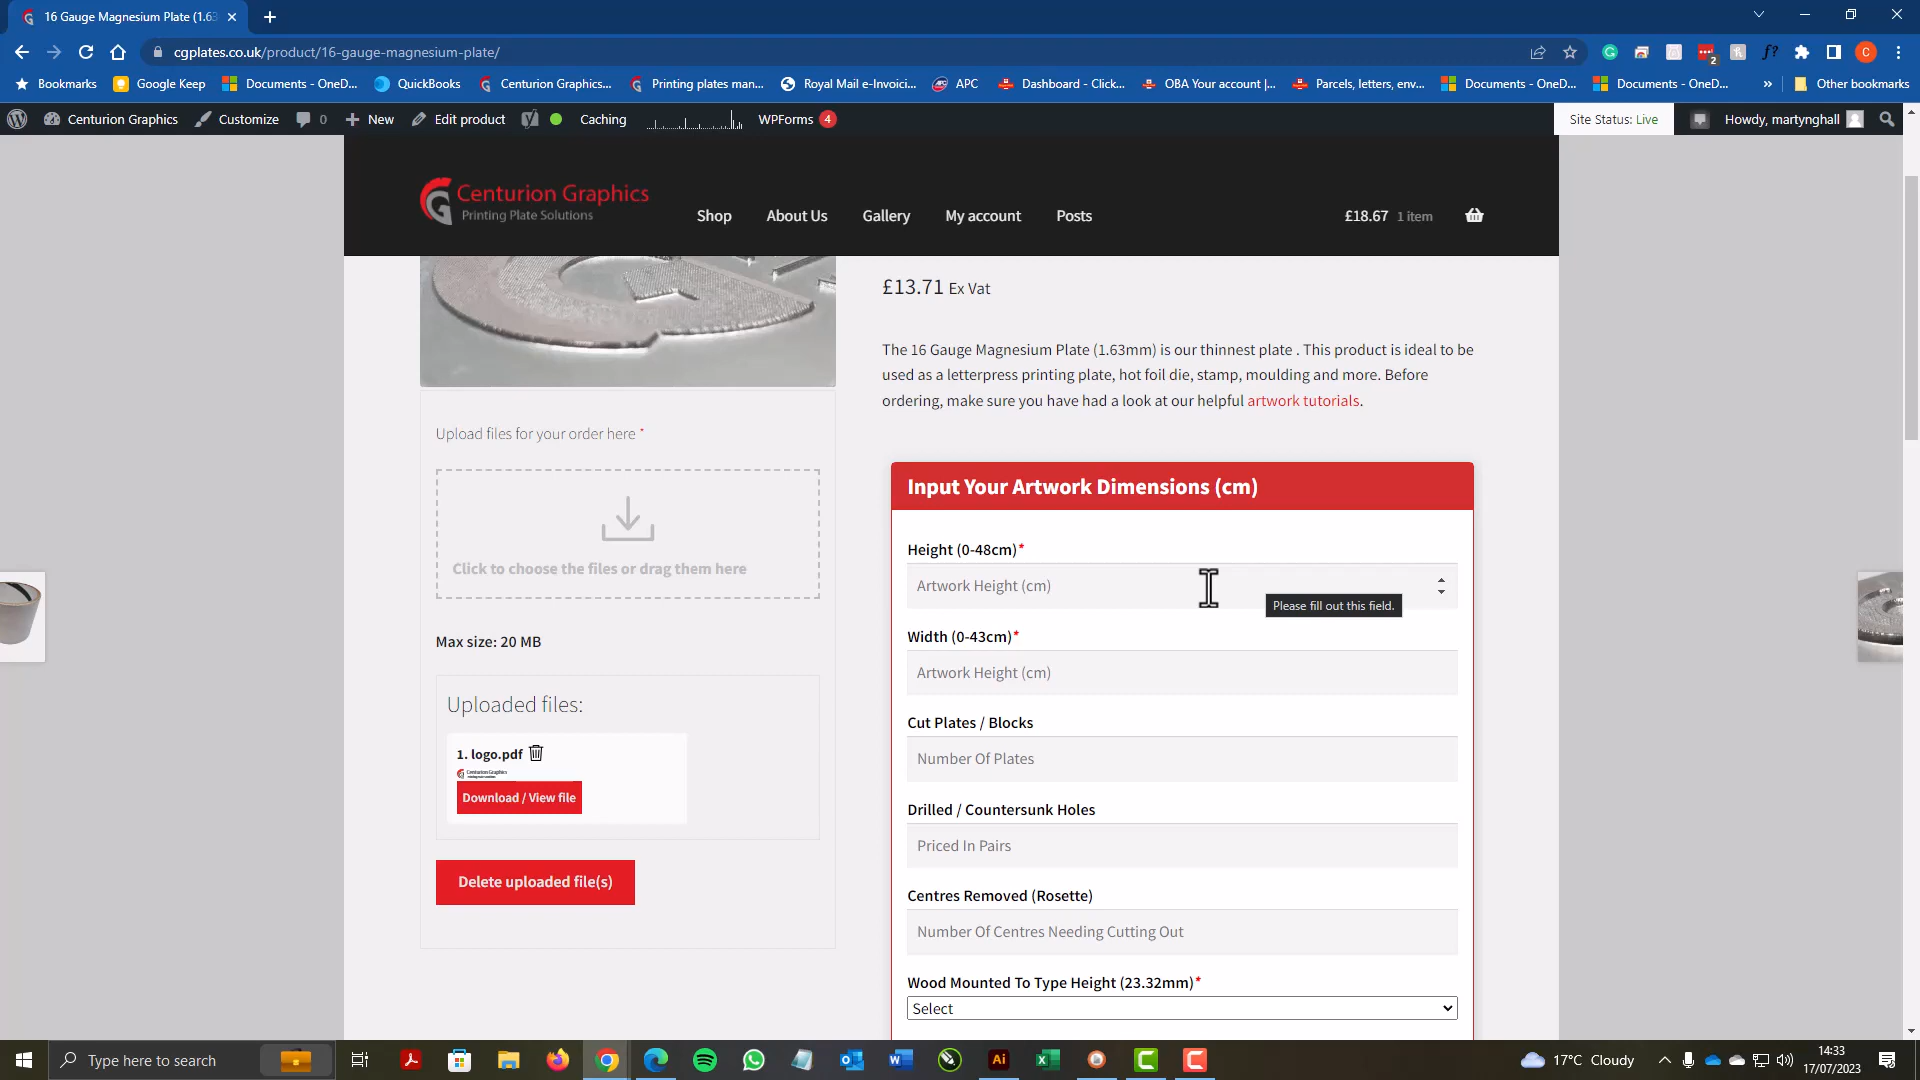 16 Gauge Magnesium Plate (1.63
cgplates.co.uk/product/16-gauge-magnesium-plate/
Bookmarks
Google Keep
Documents - OneD...
QuickBooks
Centurion Graphics...
Printing plates man...
Royal Mail e-Invoici...
APC
Dashboard - Click...
OBA Your account |...
Parcels, letters, env...
Documents - OneD...
Documents - OneD...
Other bookmarks
Centurion Graphics
Customize
0
New
Edit product
Caching
WPForms 4
Site Status: Live
Howdy, martynghall
Centurion Graphics
Printing Plate Solutions
Shop
About Us
Gallery
My account
Posts
£18.67 1 item
£13.71 Ex Vat
The 16 Gauge Magnesium Plate (1.63mm) is our thinnest plate . This product is ideal to be
used as a letterpress printing plate, hot foil die, stamp, moulding and more. Before
ordering, make sure you have had a look at our helpful artwork tutorials.
Upload files for your order here *
Click to choose the files or drag them here
Max size: 20 MB
Uploaded files:
1. logo.pdf
Centurion Graphics
Download / View file
Delete uploaded file(s)
Input Your Artwork Dimensions (cm)
Height (0-48cm)*
Artwork Height (cm)
Please fill out this field.
Width (0-43cm)*
Artwork Height (cm)
Cut Plates / Blocks
Number Of Plates
Drilled / Countersunk Holes
Priced In Pairs
Centres Removed (Rosette)
Number Of Centres Needing Cutting Out
Wood Mounted To Type Height (23.32mm)*
Select
Type here to search
17°C Cloudy
14:33
17/07/2023